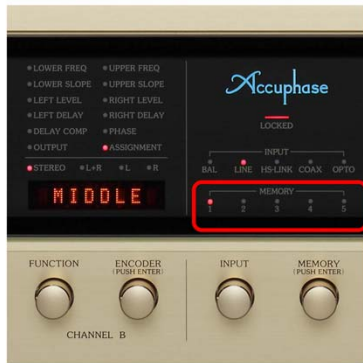 LOWER FREQ UPPER FREQ
LOWER SLOPE UPPER SLOPE
LEFT LEVEL RIGHT LEVEL
LEFT DELAY RIGHT DELAY
DELAY COMP PHASE
OUTPUT ASSIGNMENT
STEREO L+R L R
MIDDLE
Accuphase
LOCKED
INPUT
BAL LINE HS-LINK COAX OPTO
MEMORY
1 2 3 4 5
FUNCTION ENCODER (PUSH ENTER) INPUT MEMORY (PUSH ENTER)
CHANNEL B